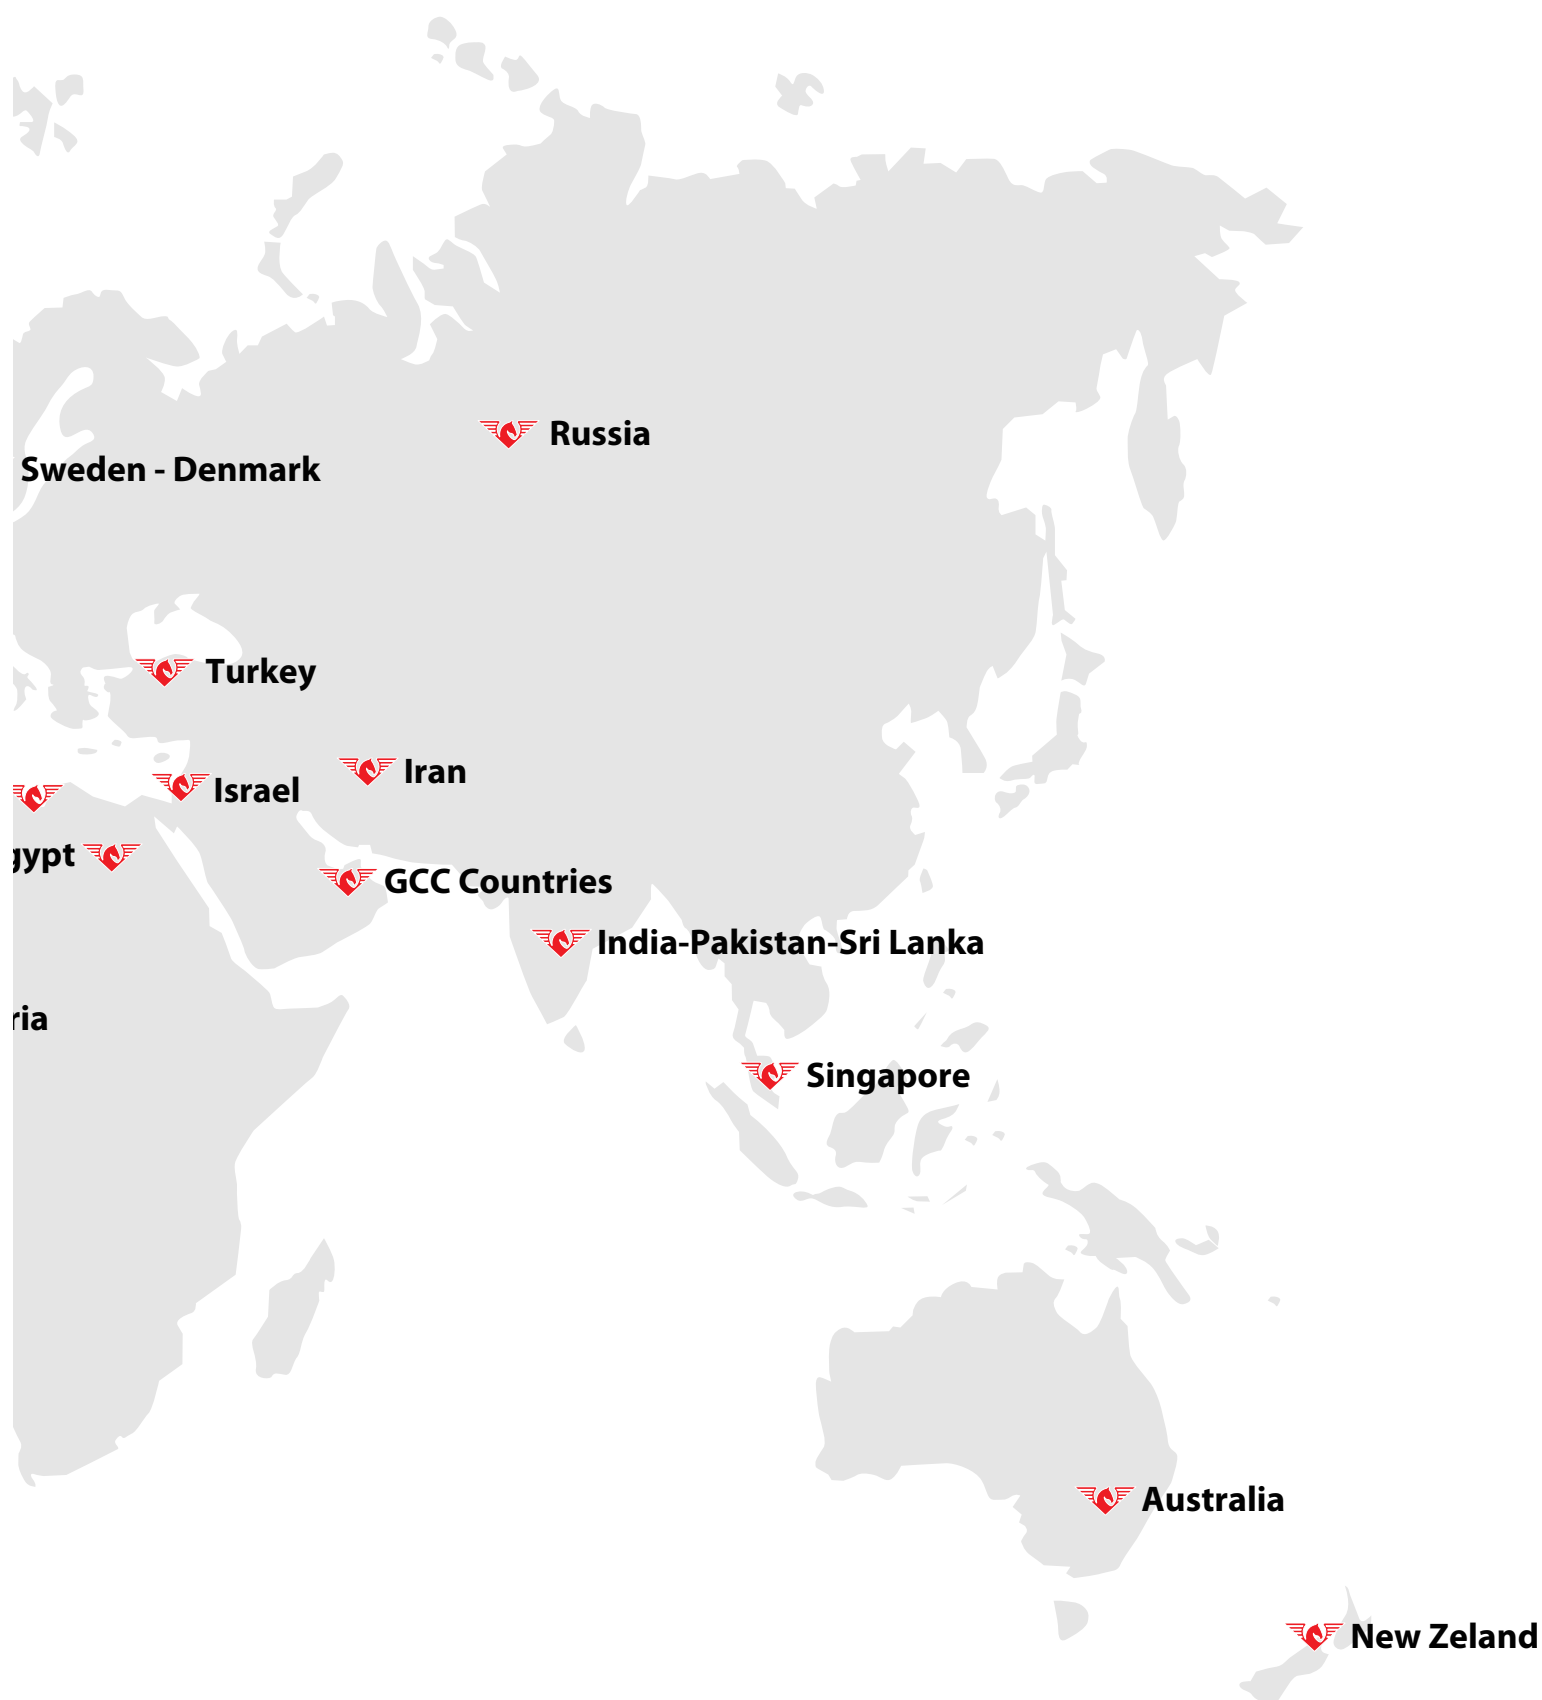 Russia
Sweden - Denmark
Turkey
Iran
Israel
gypt
GCC Countries
India-Pakistan-Sri Lanka
ria
Singapore
Australia
New Zeland